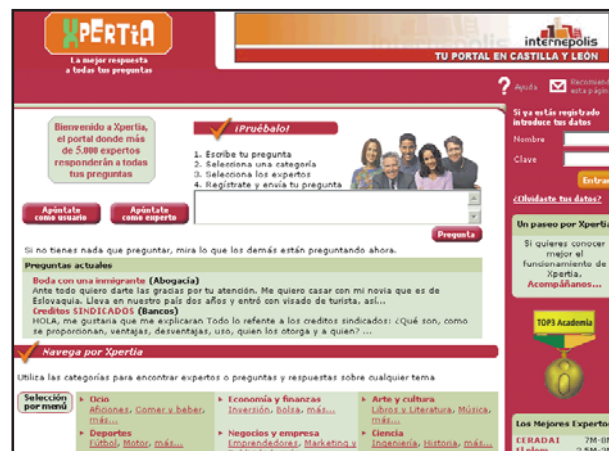 XPERTIA
La mejor respuesta
a todas tus preguntas
internepolis
TU PORTAL EN CASTILLA Y LEÓN
? Ayuda
Recomiend
esta págin
Bienvenido a Xpertia,
el portal donde más
de 5.000 expertos
responderán a todas
tus preguntas
¡Pruébalo!
1. Escribe tu pregunta
2. Selecciona una categoría
3. Selecciona los expertos
4. Regístrate y envía tu pregunta
Apúntate
como usuario
Apúntate
como experto
Pregunta
Si ya estás registrado
introduce tus datos
Nombre
Clave
Entrar
¿Olvidaste tus datos?
Si no tienes nada que preguntar, mira lo que los demás están preguntando ahora.
Preguntas actuales
Boda con una inmigrante (Abogacía)
Ante todo quiero darte las gracias por tu atención. Me quiero casar con mi novia que es de
Eslovaquia. Lleva en nuestro país dos años y entró con visado de turista, así...
Creditos SINDICADOS (Bancos)
HOLA, me gustaria que me explicaran Todo lo referente a los creditos sindicados: ¿Qué son, como
se proporcionan, ventajas, desventajas, uso, quien los otorga y a quien? ...
Un paseo por Xpertia
Si quieres conocer
mejor el
funcionamiento de
Xpertia.
Acompáñanos...
TOP3 Academia
Navega por Xpertia
Utiliza las categorías para encontrar expertos o preguntas y respuestas sobre cualquier tema
Selección
por menú
Ocio
Aficiones, Comer y beber,
más...
Deportes
Fútbol, Motor, más...
Economía y finanzas
Inversión, Bolsa, más...
Negocios y empresa
Emprendedores, Marketing y
Arte y cultura
Libros y Literatura, Música,
más...
Ciencia
Ingeniería, Historia, más...
Los Mejores Expertos
CERADAI 7M-0M